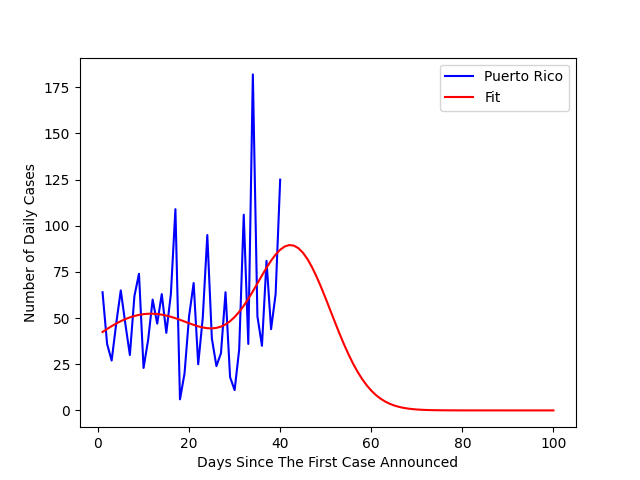 Puerto Rico
Fit
175
150
125
100
75
50
25
0
Number of Daily Cases
0 20 40 60 80 100
Days Since The First Case Announced